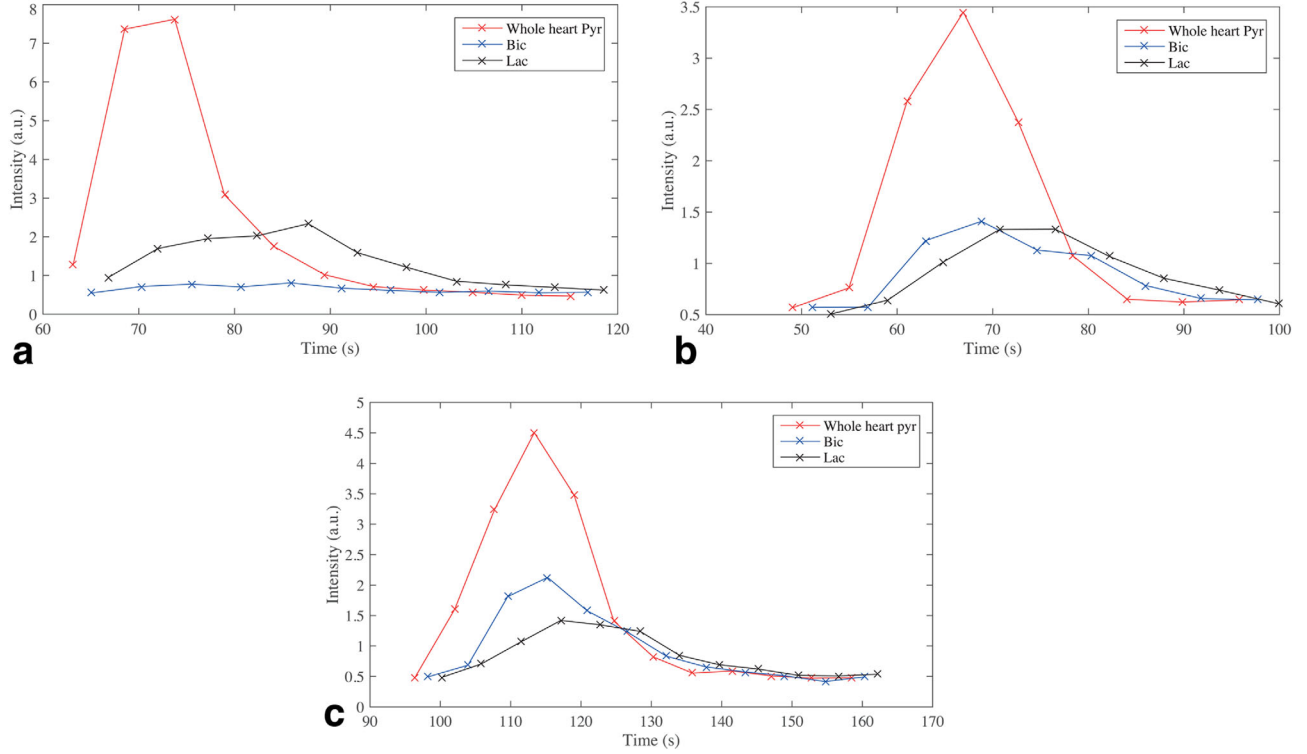 8
7
6
5
4
3
2
1
0
Intensity (a.u.)
60 70 80 90 100 110 120
Time (s)
Whole heart Pyr
Bic
Lac
a
3.5
3
2.5
2
1.5
1
0.5
Intensity (a.u.)
40 50 60 70 80 90 100
Time (s)
Whole heart Pyr
Bic
Lac
b
5
4.5
4
3.5
3
2.5
2
1.5
1
0.5
0
Intensity (a.u.)
90 100 110 120 130 140 150 160 170
Time (s)
Whole heart pyr
Bic
Lac
c